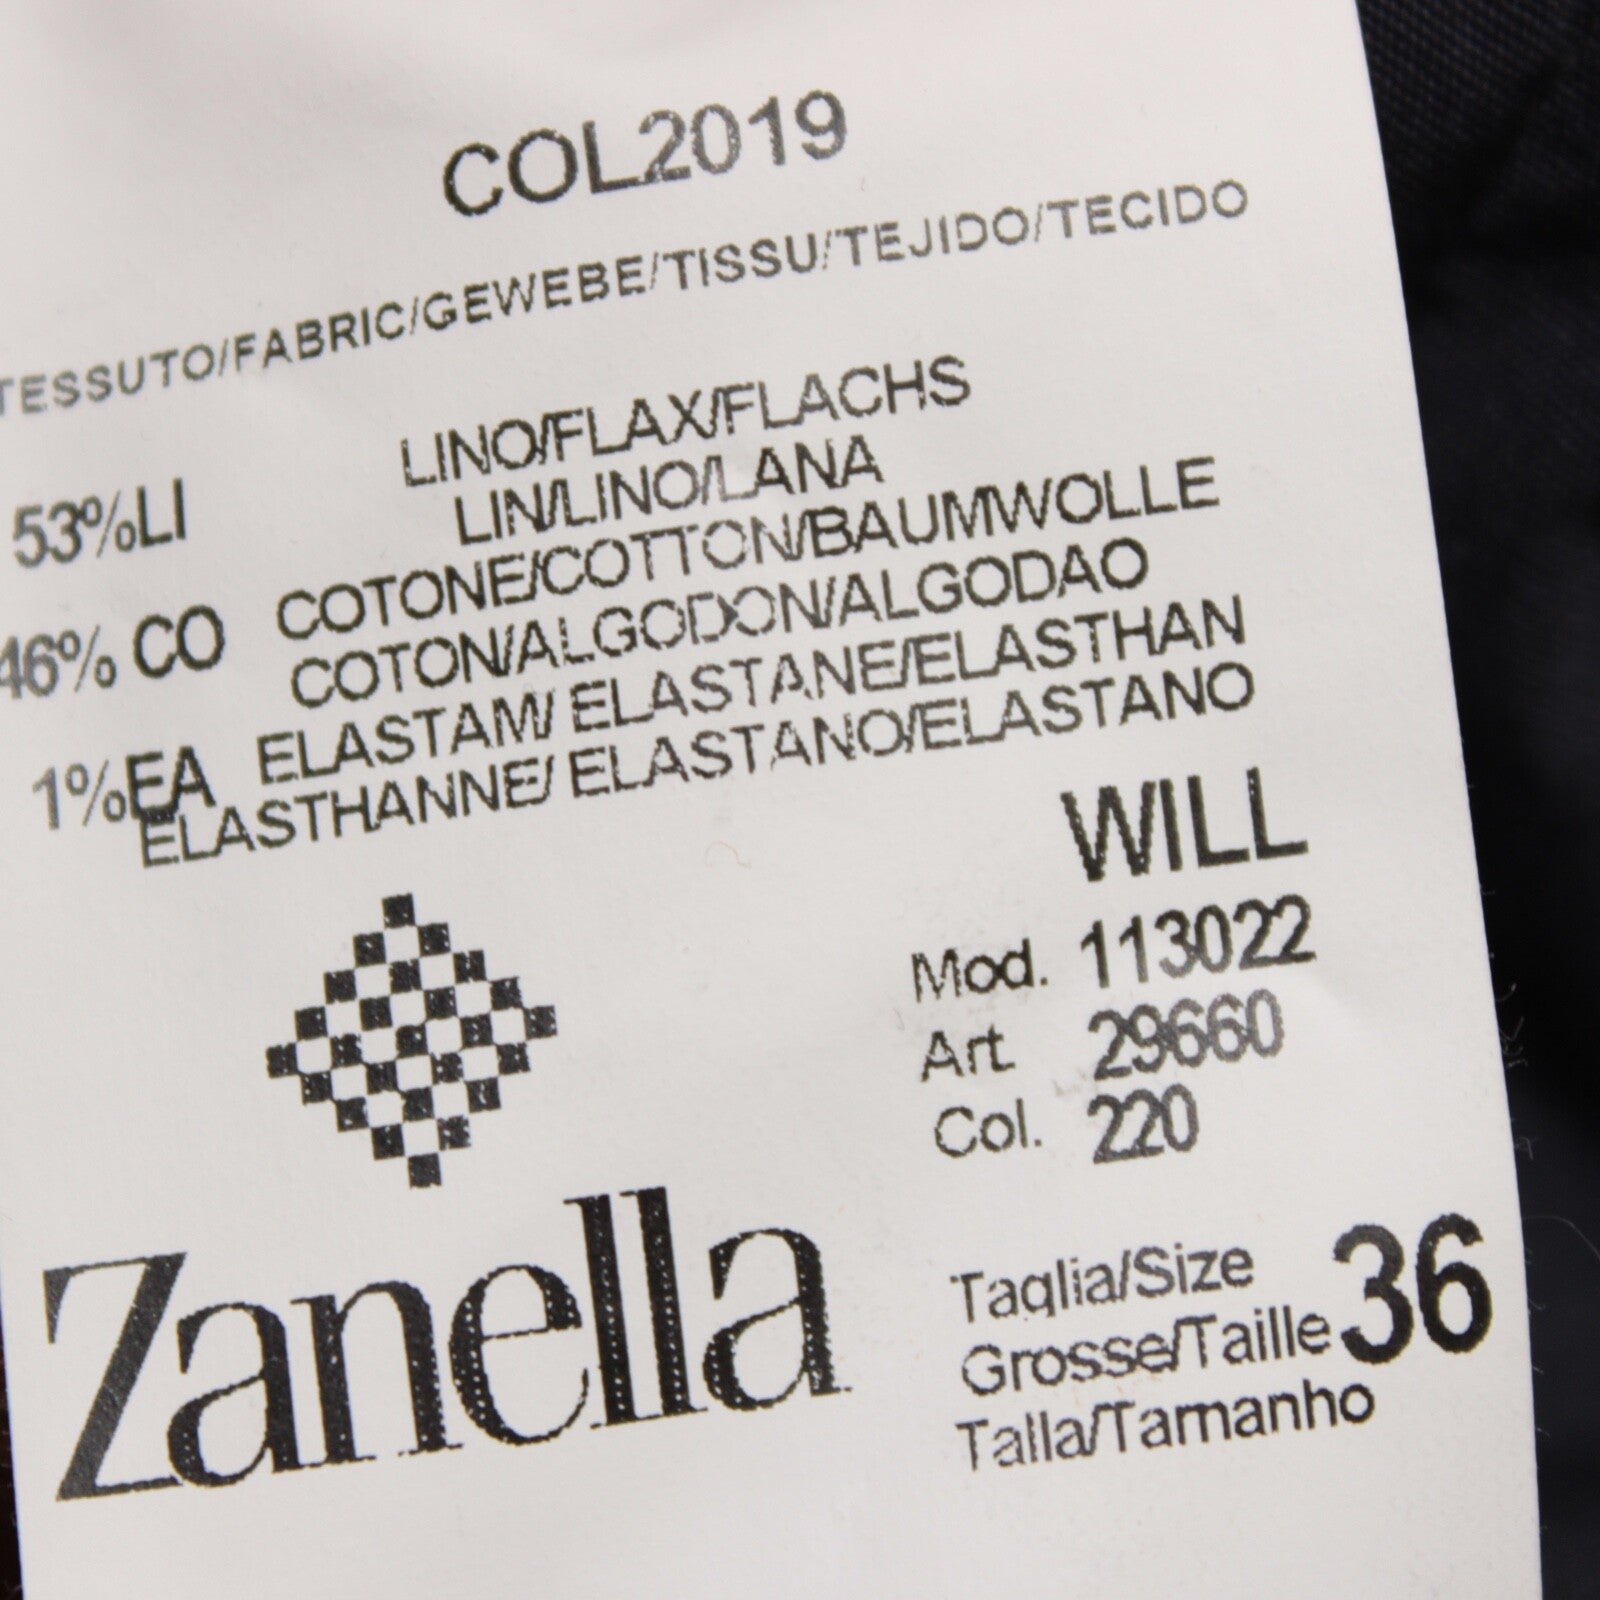 COL2019
TESSUTO/FABRIC/GEWEBE/TISSU/TEJIDO/TECIDO
53%LI LINO/FLAX/FLACHS
LIN/LINO/LANA
46% CO COTONE/COTTON/BAUMWOLLE
COTON/ALGODON/ALGODAO
1%EA ELASTAM/ ELASTANE/ELASTHAN
ELASTHANNE/ ELASTANO/ELASTANO
WILL
Mod. 113022
Art. 29660
Col. 220
Zanella
Taglia/Size
Grosse/Taille 36
Talla/Tamanho